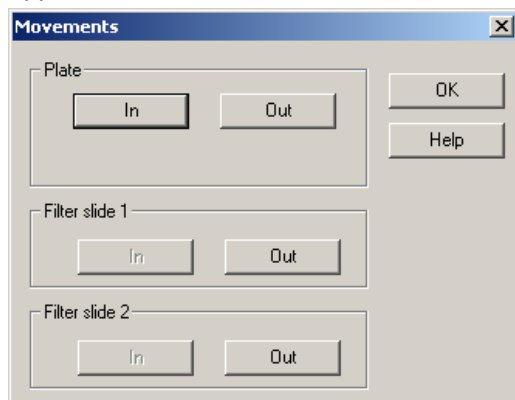 Movements
Plate
In Out
OK
Help
Filter slide 1
In Out
Filter slide 2
In Out